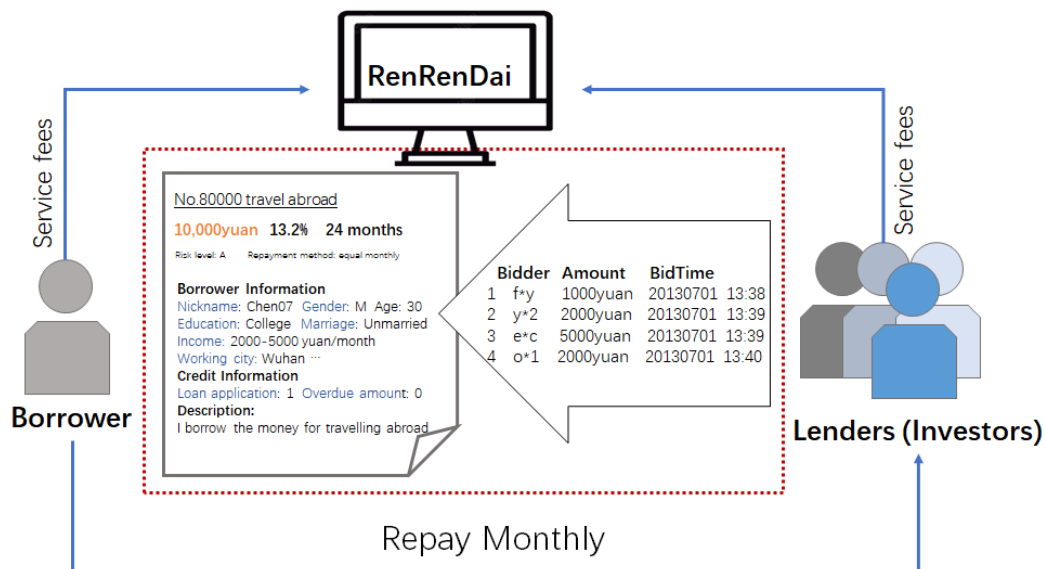 RenRenDai
Service fees
Service fees
No.80000 travel abroad
10,000yuan 13.2% 24 months
Risk level: A Repayment method: equal monthly
Borrower Information
Nickname: Chen07 Gender: M Age: 30
Education: College Marriage: Unmarried
Income: 2000-5000 yuan/month
Working city: Wuhan ···
Credit Information
Loan application: 1 Overdue amount: 0
Description:
I borrow the money for travelling abroad
Bidder Amount BidTime
1 f*y 1000yuan 20130701 13:38
2 y*2 2000yuan 20130701 13:39
3 e*c 5000yuan 20130701 13:39
4 o*1 2000yuan 20130701 13:40
Borrower
Lenders (Investors)
Repay Monthly